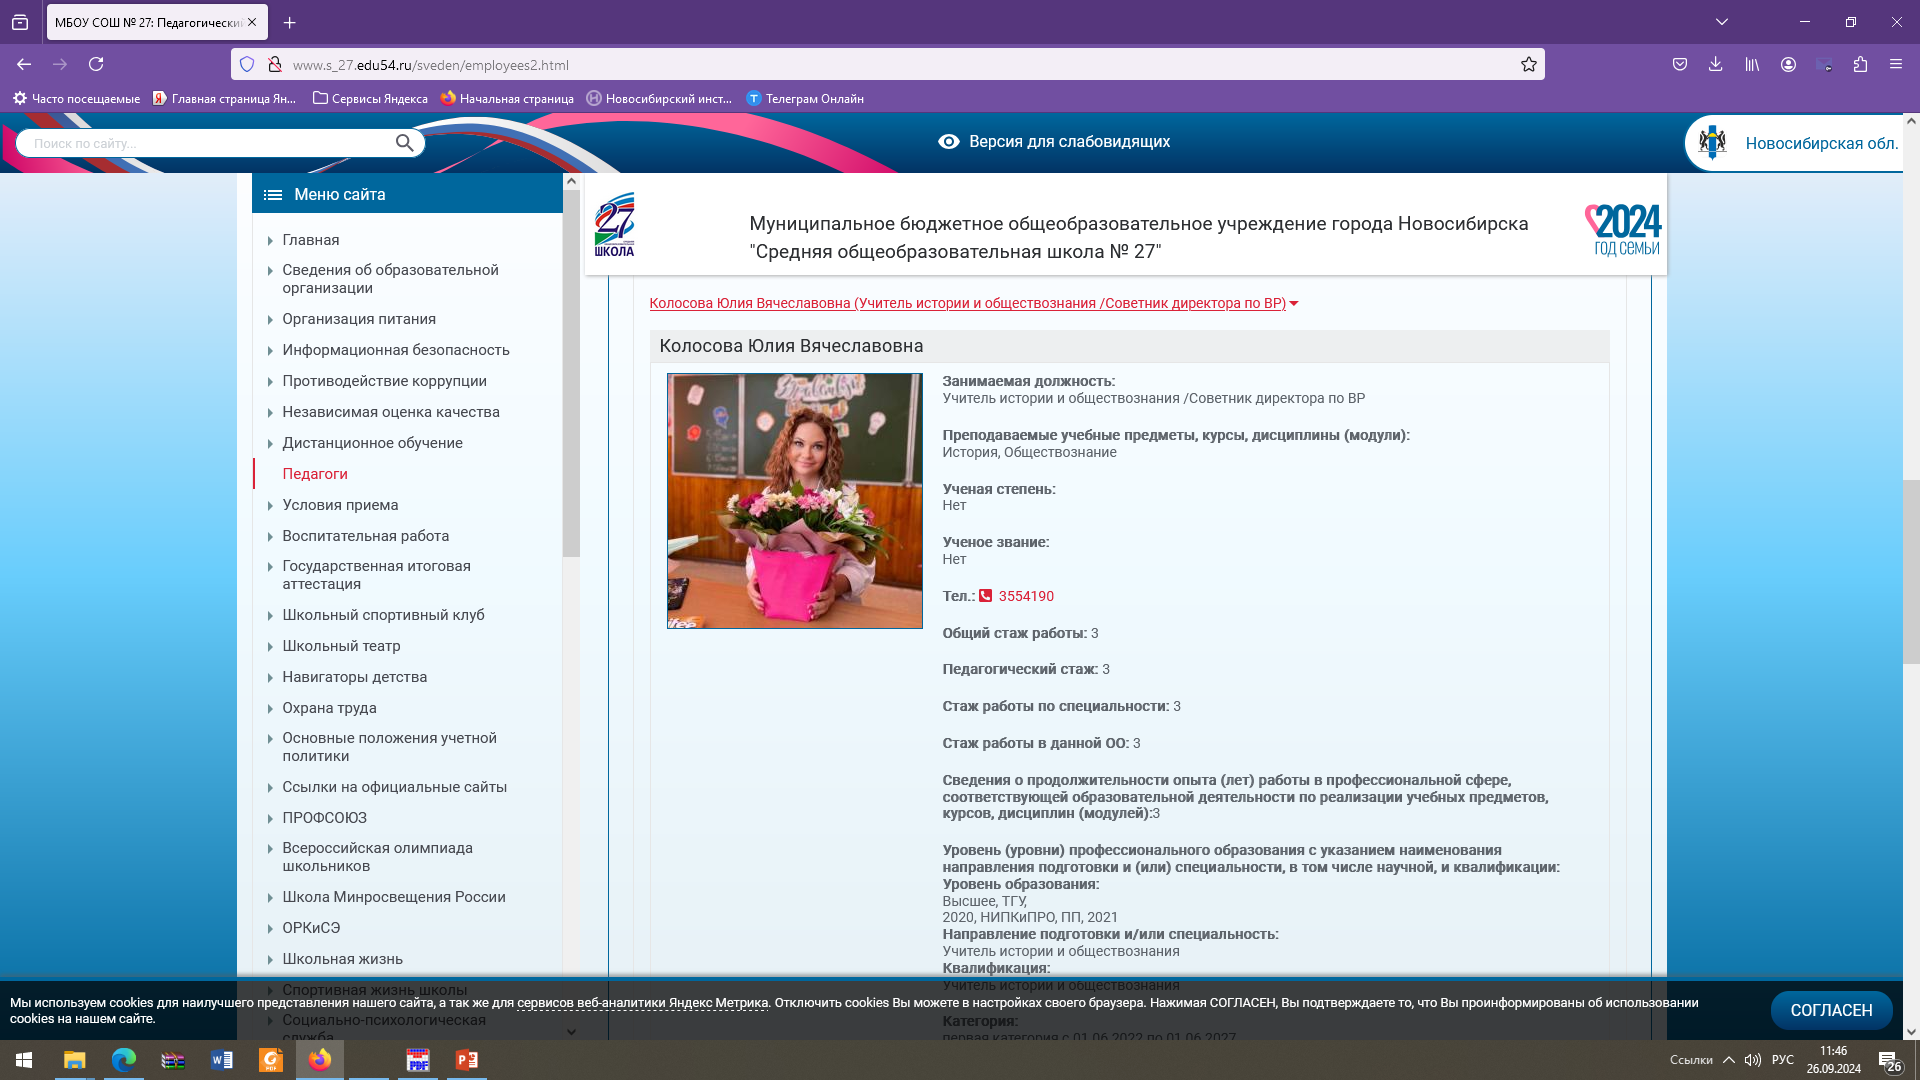 МБОУ СОШ № 27: Педагогический
www.s_27.edu54.ru/sveden/employees2.html
Часто посещаемые
Главная страница Ян...
Сервисы Яндекса
Начальная страница
Новосибирский инст...
Телеграм Онлайн
Поиск по сайту...
Версия для слабовидящих
Новосибирская обл.
Меню сайта
Главная
Сведения об образовательной
организации
Организация питания
Информационная безопасность
Противодействие коррупции
Независимая оценка качества
Дистанционное обучение
Педагоги
Условия приема
Воспитательная работа
Государственная итоговая
аттестация
Школьный спортивный клуб
Школьный театр
Навигаторы детства
Охрана труда
Основные положения учетной
политики
Ссылки на официальные сайты
ПРОФСОЮЗ
Всероссийская олимпиада
школьников
Школа Минросвещения России
ОРКиСЭ
Школьная жизнь
Спортивная жизнь школы
Социально-психологическая
служба
27
ШКОЛА
Муниципальное бюджетное общеобразовательное учреждение города Новосибирска
"Средняя общеобразовательная школа № 27"
2024
ГОД СЕМЬИ
Колосова Юлия Вячеславовна (Учитель истории и обществознания /Советник директора по ВР)
Колосова Юлия Вячеславовна
Занимаемая должность:
Учитель истории и обществознания /Советник директора по ВР
Преподаваемые учебные предметы, курсы, дисциплины (модули):
История, Обществознание
Ученая степень:
Нет
Ученое звание:
Нет
Тел.: 3554190
Общий стаж работы: 3
Педагогический стаж: 3
Стаж работы по специальности: 3
Стаж работы в данной ОО: 3
Сведения о продолжительности опыта (лет) работы в профессиональной сфере,
соответствующей образовательной деятельности по реализации учебных предметов,
курсов, дисциплин (модулей):3
Уровень (уровни) профессионального образования с указанием наименования
направления подготовки и (или) специальности, в том числе научной, и квалификации:
Уровень образования:
Высшее, ТГУ,
2020, НИПКиПРО, ПП, 2021
Направление подготовки и/или специальность:
Учитель истории и обществознания
Квалификация:
Учитель истории и обществознания
Категория:
первая категория с 01.06.2022 по 01.06.2027
Мы используем cookies для наилучшего представления нашего сайта, а так же для сервисов веб-аналитики Яндекс Метрика. Отключить cookies Вы можете в настройках своего браузера. Нажимая СОГЛАСЕН, Вы подтверждаете то, что Вы проинформированы об использовании
cookies на нашем сайте.
СОГЛАСЕН
Ссылки
РУС
11:46
26.09.2024
26